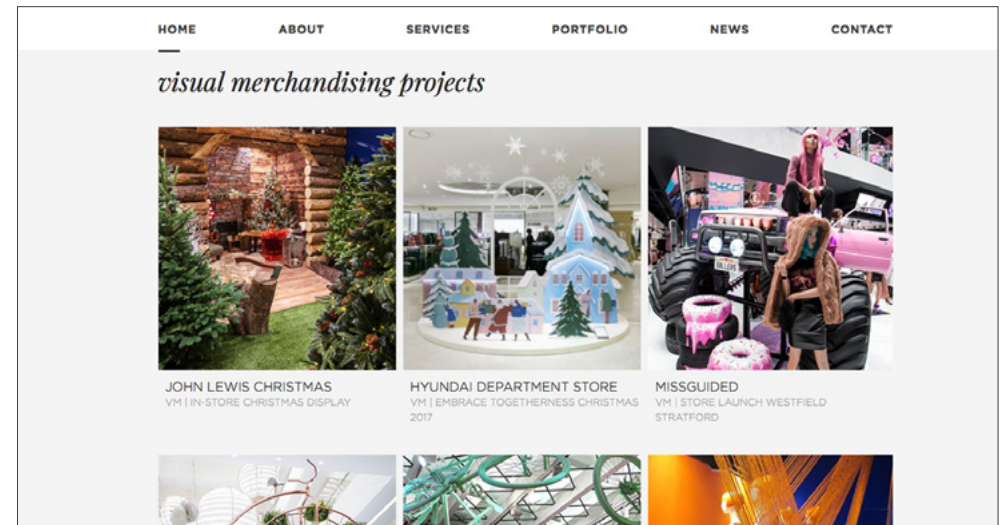 HOME ABOUT SERVICES PORTFOLIO NEWS CONTACT
visual merchandising projects
JOHN LEWIS CHRISTMAS
VM | IN-STORE CHRISTMAS DISPLAY
HYUNDAI DEPARTMENT STORE
VM | EMBRACE TOGETHERNESS CHRISTMAS
2017
MISSGUIDED
VM | STORE LAUNCH WESTFIELD
STRATFORD